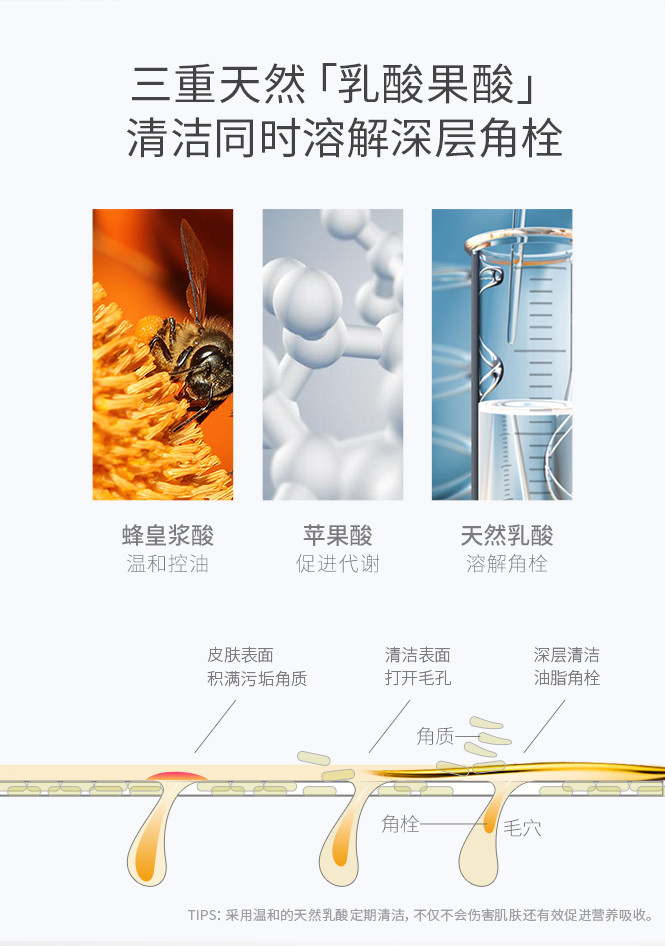 三重天然「乳酸果酸」
清洁同时溶解深层角栓
蜂皇浆酸
温和控油
苹果酸
促进代谢
天然乳酸
溶解角栓
皮肤表面
积满污垢角质
清洁表面
打开毛孔
深层清洁
油脂角栓
角质
角栓
毛穴
TIPS：采用温和的天然乳酸定期清洁，不仅不会伤害肌肤还有效促进营养吸收。